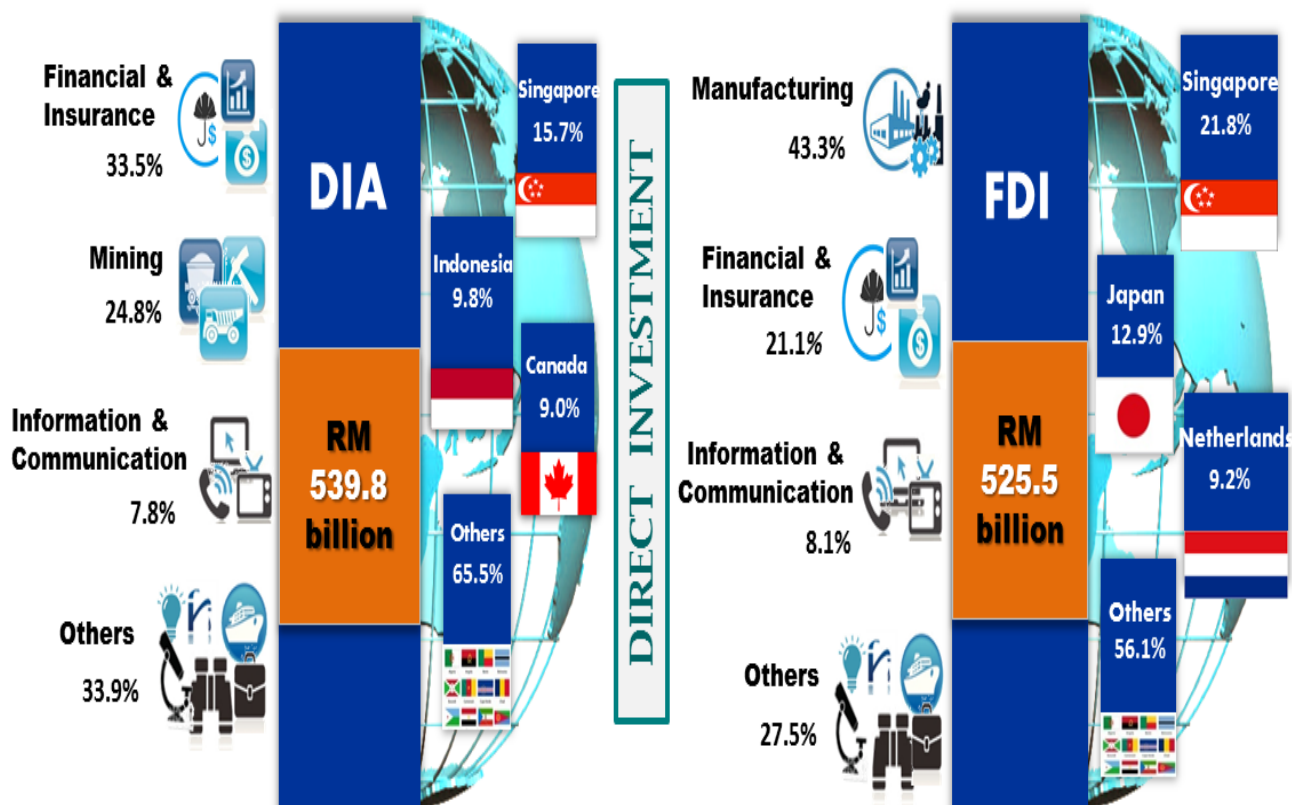 Financial &
Insurance
33.5%
Mining
24.8%
Information &
Communication
7.8%
Others
33.9%
DIA
RM
539.8
billion
Singapore
15.7%
Indonesia
9.8%
Canada
9.0%
Others
65.5%
DIRECT INVESTMENT
Manufacturing
43.3%
Financial &
Insurance
21.1%
Information &
Communication
8.1%
Others
27.5%
FDI
RM
525.5
billion
Singapore
21.8%
Japan
12.9%
Netherlands
9.2%
Others
56.1%